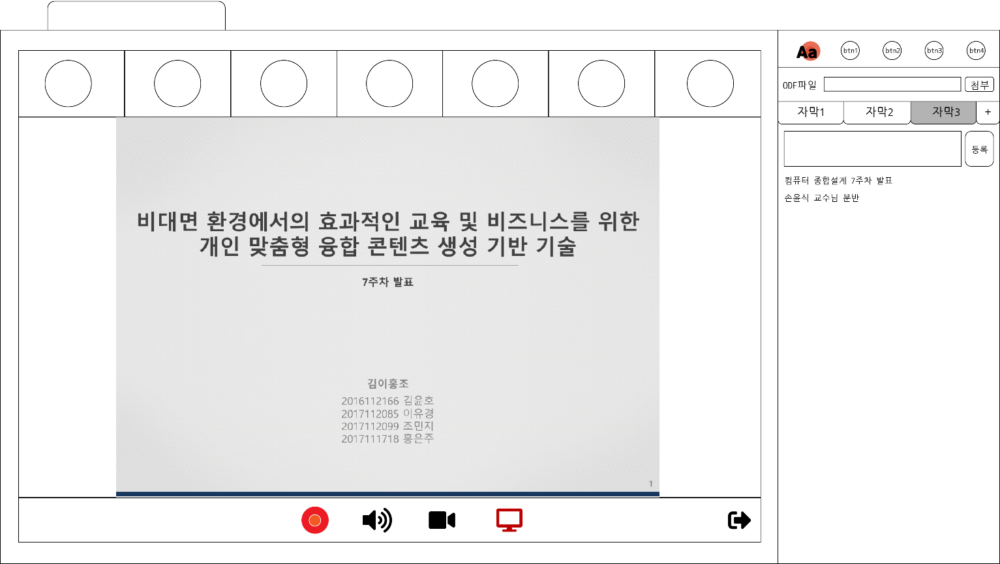 Aa btn1 btn2 btn3 btn4
ODF파일 첨부
자막1 자막2 자막3 +
등록
컴퓨터 종합설계 7주차 발표
손윤식 교수님 분반
비대면 환경에서의 효과적인 교육 및 비즈니스를 위한
개인 맞춤형 융합 콘텐츠 생성 기반 기술
7주차 발표
김이홍조
2016112166 김윤호
2017112085 이유경
2017112099 조민지
2017111718 홍은주
1